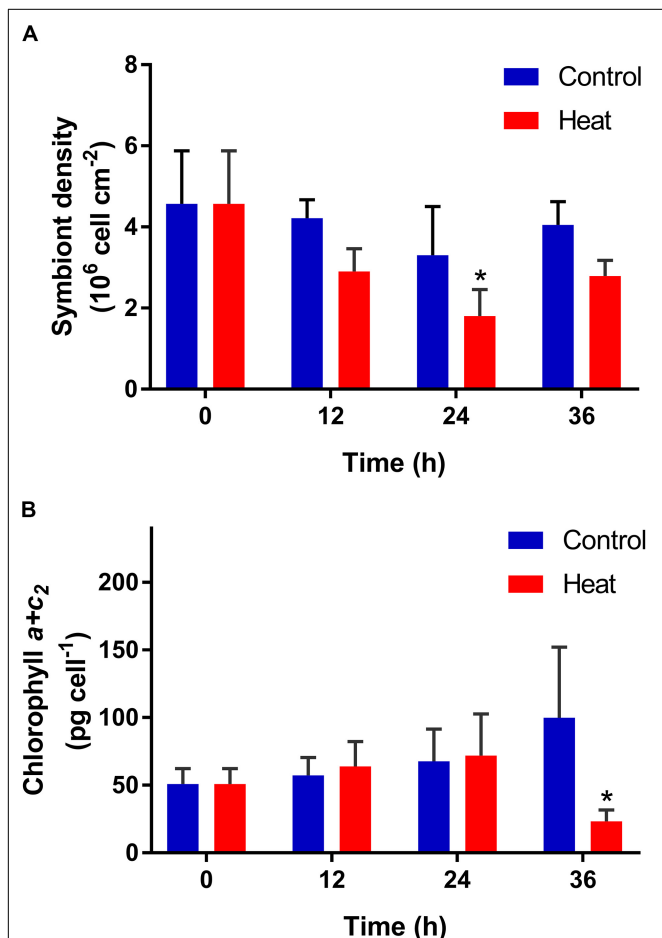 A
8
6
4
2
0
Symbiont density
(10⁶ cell cm⁻²)
Control
Heat
*
0 12 24 36
Time (h)
B
200
150
100
50
0
Chlorophyll a+c₂
(pg cell⁻¹)
Control
Heat
*
0 12 24 36
Time (h)